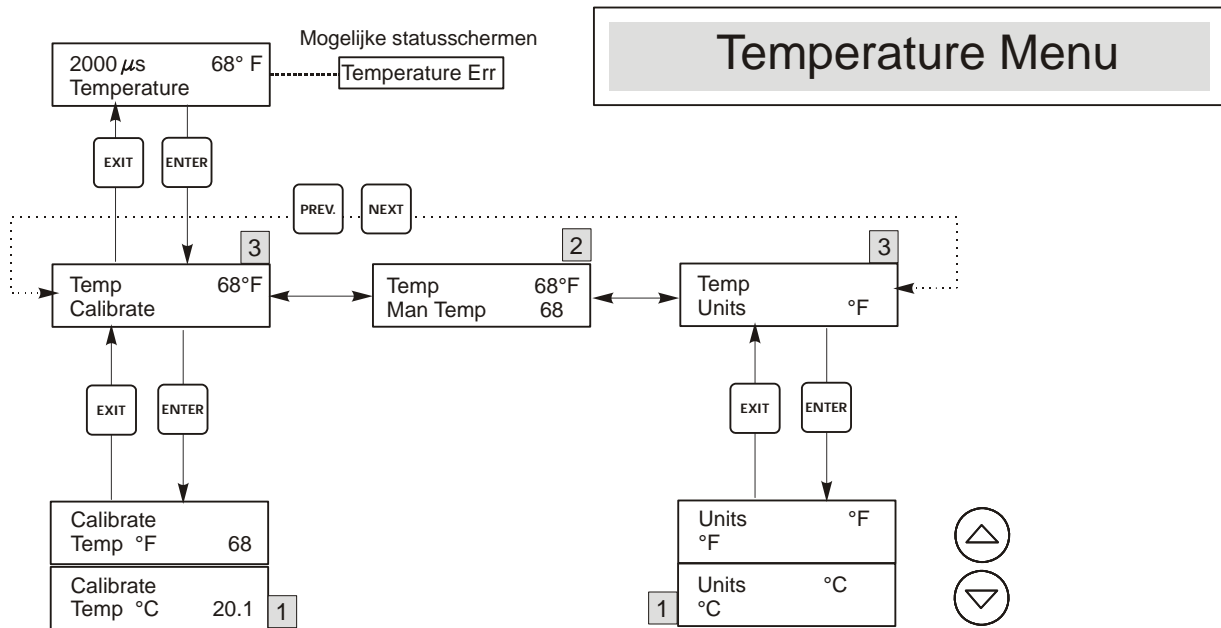 Temperature Menu
Mogelijke statusschermen
2000 µs 68° F
Temperature
Temperature Err
EXIT
ENTER
PREV.
NEXT
3
Temp 68°F
Calibrate
2
Temp 68°F
Man Temp 68
3
Temp
Units °F
EXIT
ENTER
EXIT
ENTER
Calibrate
Temp °F 68
Calibrate
Temp °C 20.1
1
Units °F
°F
1
Units °C
°C